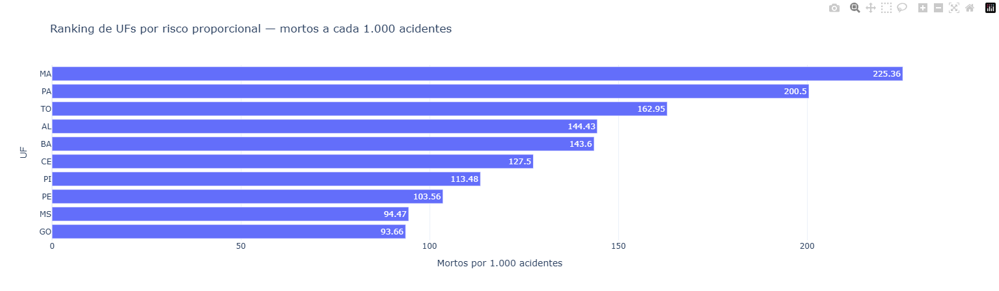 Ranking de UFs por risco proporcional — mortos a cada 1.000 acidentes
UF
MA 225.36
PA 200.5
TO 162.95
AL 144.43
BA 143.6
CE 127.5
PI 113.48
PE 103.56
MS 94.47
GO 93.66
0 50 100 150 200
Mortos por 1.000 acidentes